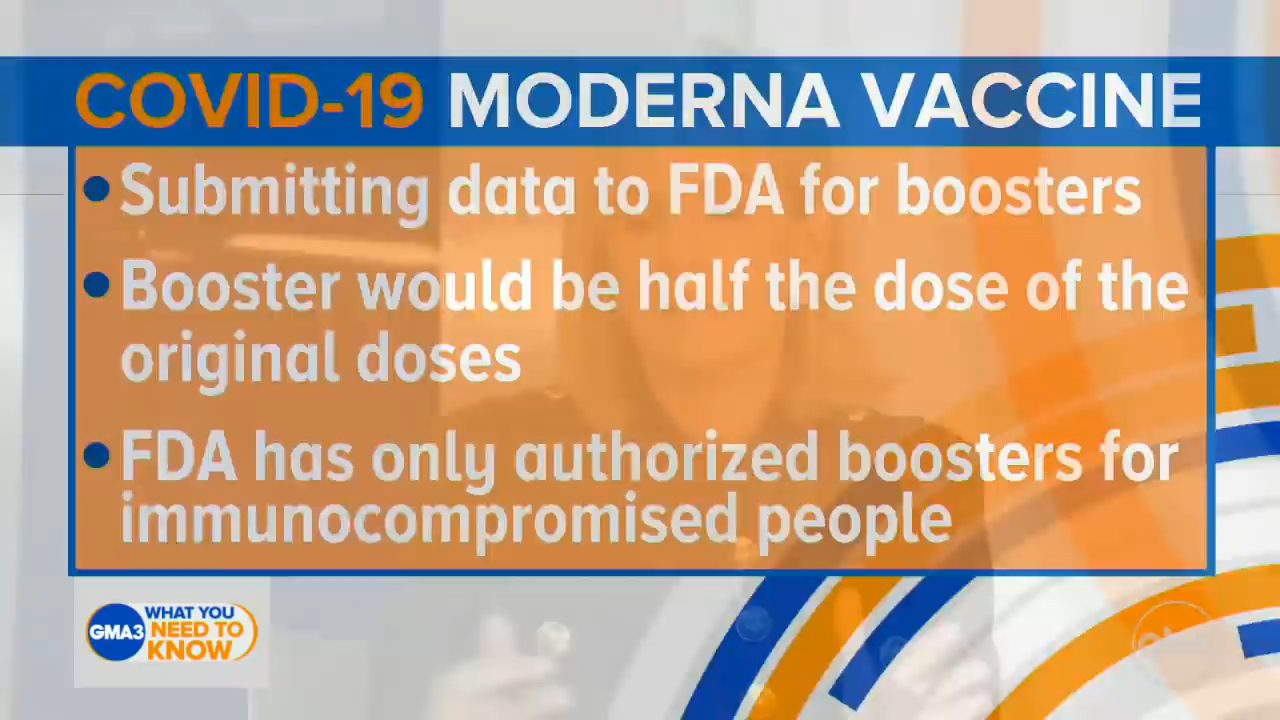 COVID-19 MODERNA VACCINE
• Submitting data to FDA for boosters
• Booster would be half the dose of the
original doses
• FDA has only authorized boosters for
immunocompromised people
GMA3
WHAT YOU
NEED TO
KNOW